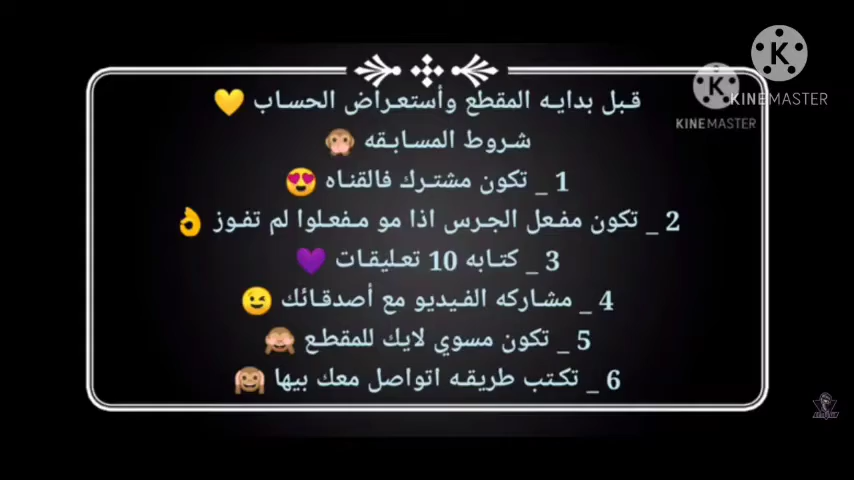 قبل بدايه المقطع وأستعراض الحساب 💛
شروط المسابقه 🙊
1 _ تكون مشترك فالقناه 😍
2 _ تكون مفعل الجرس اذا مو مفعلوا لم تفوز 👌
3 _ كتابه 10 تعليقات 💜
4 _ مشاركه الفيديو مع أصدقائك 😉
5 _ تكون مسوي لايك للمقطع 🙈
6 _ تكتب طريقه اتواصل معك بيها 🙉
KINEMASTER
KINEMASTER